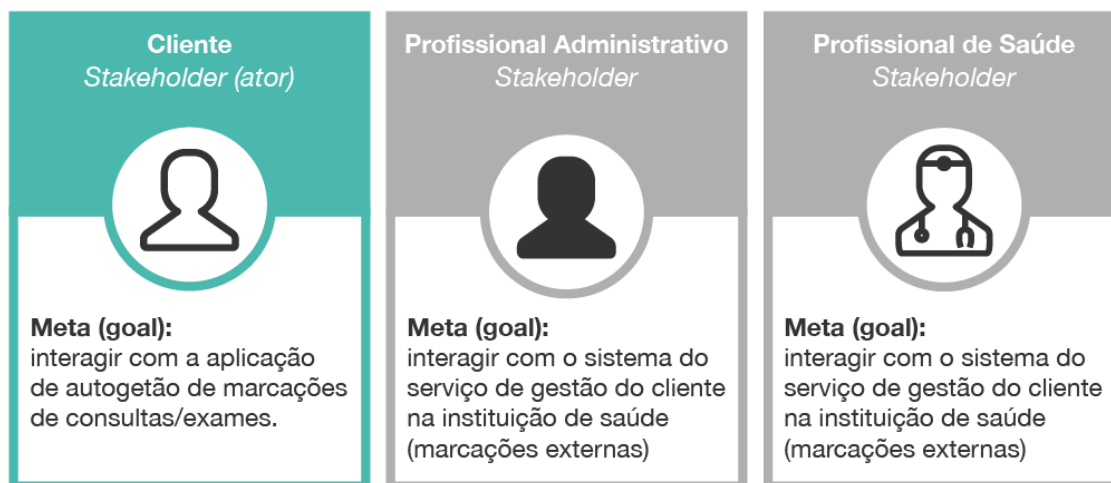 Cliente
Stakeholder (ator)
Meta (goal):
interagir com a aplicação
de autogetão de marcações
de consultas/exames.
Profissional Administrativo
Stakeholder
Meta (goal):
interagir com o sistema do
serviço de gestão do cliente
na instituição de saúde
(marcações externas)
Profissional de Saúde
Stakeholder
Meta (goal):
interagir com o sistema do
serviço de gestão do cliente
na instituição de saúde
(marcações externas)